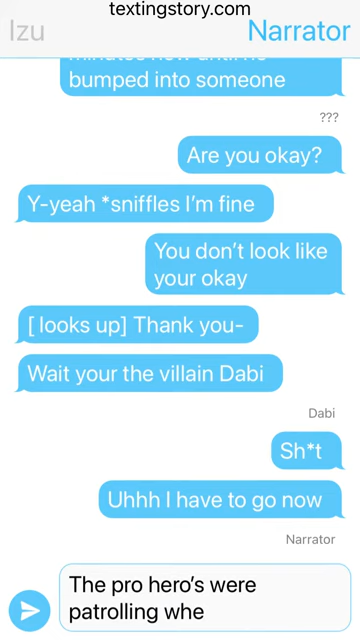 textingstory.com
Izu
Narrator
bumped into someone
???
Are you okay?
Y-yeah *sniffles I'm fine
You don't look like
your okay
[ looks up] Thank you-
Wait your the villain Dabi
Dabi
Sh*t
Uhhh I have to go now
Narrator
The pro hero's were
patrolling whe